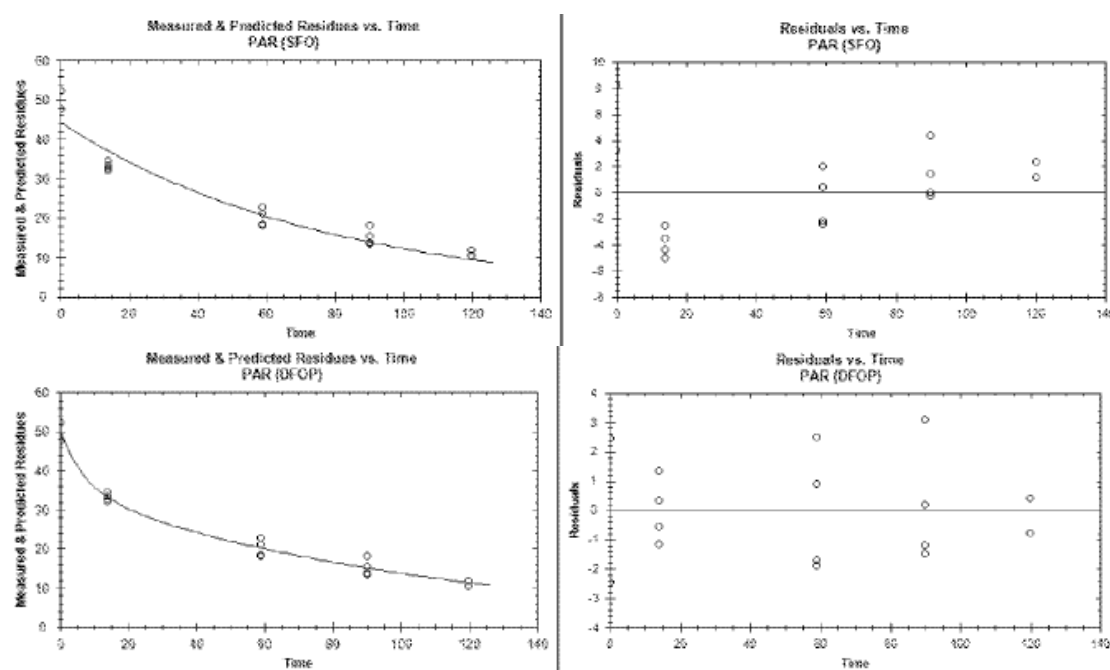 Measured & Predicted Residues vs. Time
PAR (SFO)
Measured & Predicted Residues
60
50
40
30
20
10
0
0 20 40 60 80 100 120 140
Time
Residuals vs. Time
PAR (SFO)
Residuals
10
8
6
4
2
0
-2
-4
-6
-8
0 20 40 60 80 100 120 140
Time
Measured & Predicted Residues vs. Time
PAR (DFOP)
Measured & Predicted Residues
60
50
40
30
20
10
0
0 20 40 60 80 100 120 140
Time
Residuals vs. Time
PAR (DFOP)
Residuals
4
3
2
1
0
-1
-2
-3
-4
0 20 40 60 80 100 120 140
Time